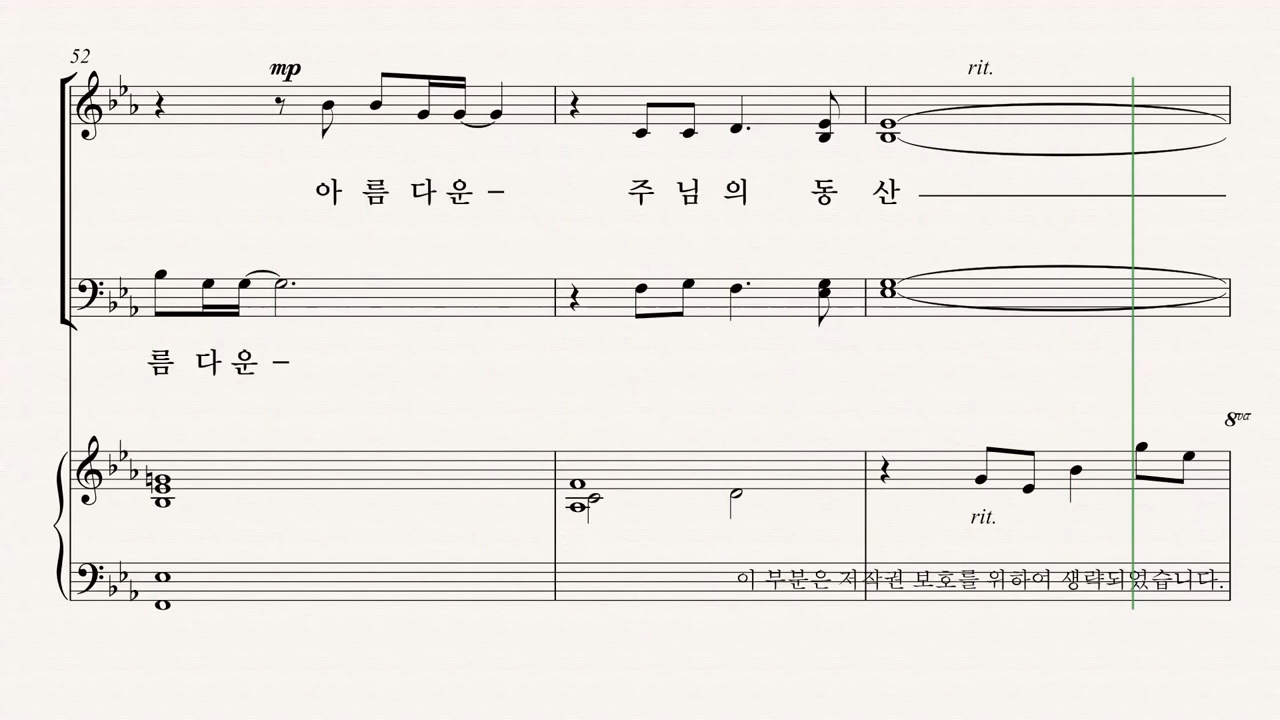 52
mp
rit.
아 름 다 운 –
주 님 의 동 산
름 다 운 –
8va
rit.
이 부분은 저작권 보호를 위하여 생략되었습니다.